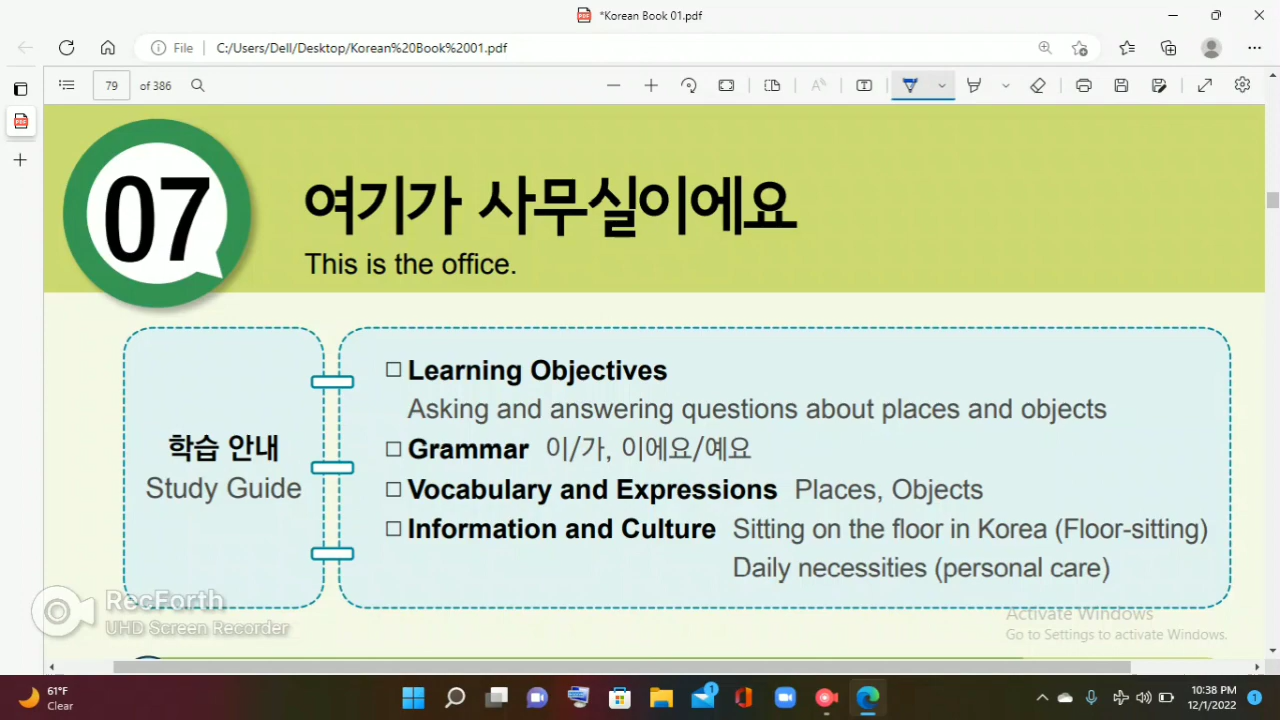 *Korean Book 01.pdf
File C:/Users/Dell/Desktop/Korean%20Book%2001.pdf
79 of 386
07
여기가 사무실이에요
This is the office.
학습 안내
Study Guide
□ Learning Objectives
Asking and answering questions about places and objects
□ Grammar 이/가, 이에요/예요
□ Vocabulary and Expressions Places, Objects
□ Information and Culture Sitting on the floor in Korea (Floor-sitting)
Daily necessities (personal care)
RecForth
UHD Screen Recorder
Activate Windows
Go to Settings to activate Windows.
61°F
Clear
1
10:38 PM
12/1/2022
1